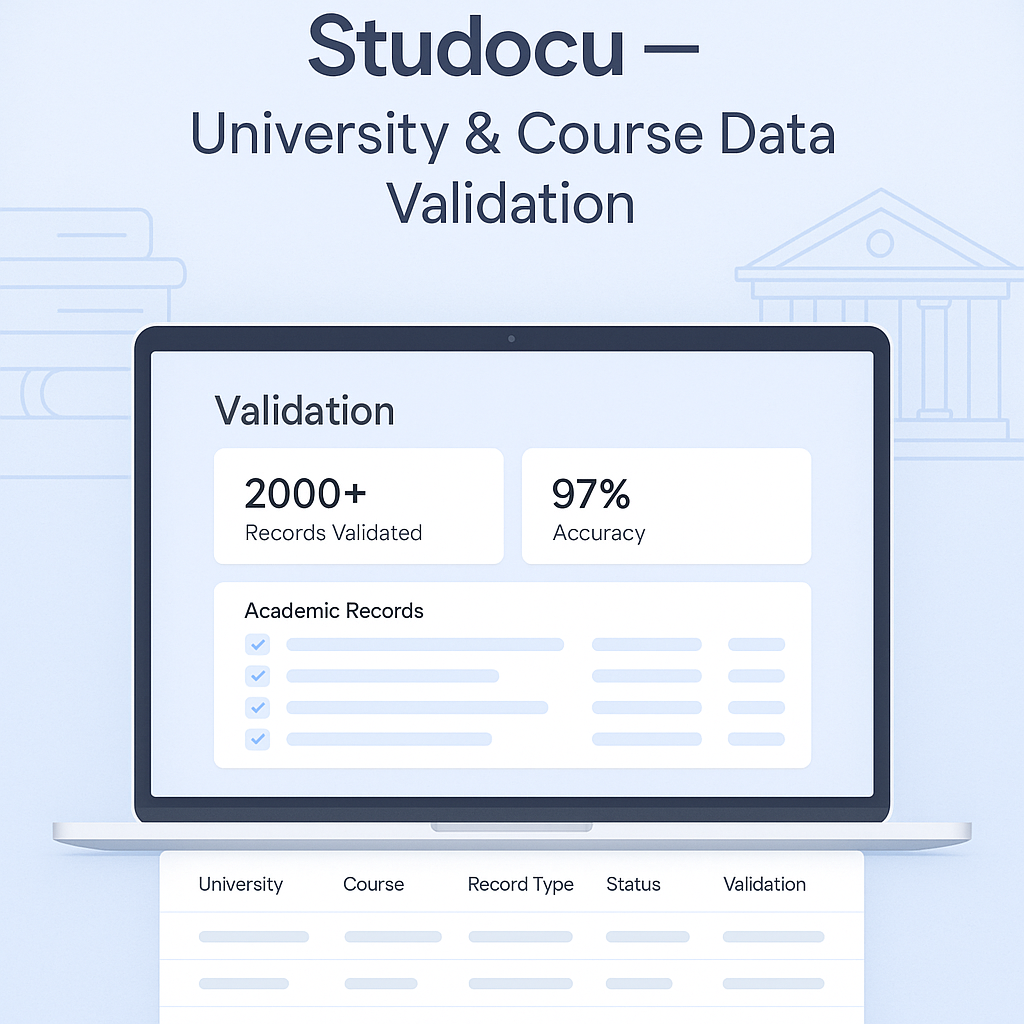 Studocu —
University & Course Data
Validation
Validation
2000+
Records Validated
97%
Accuracy
Academic Records
University Course Record Type Status Validation